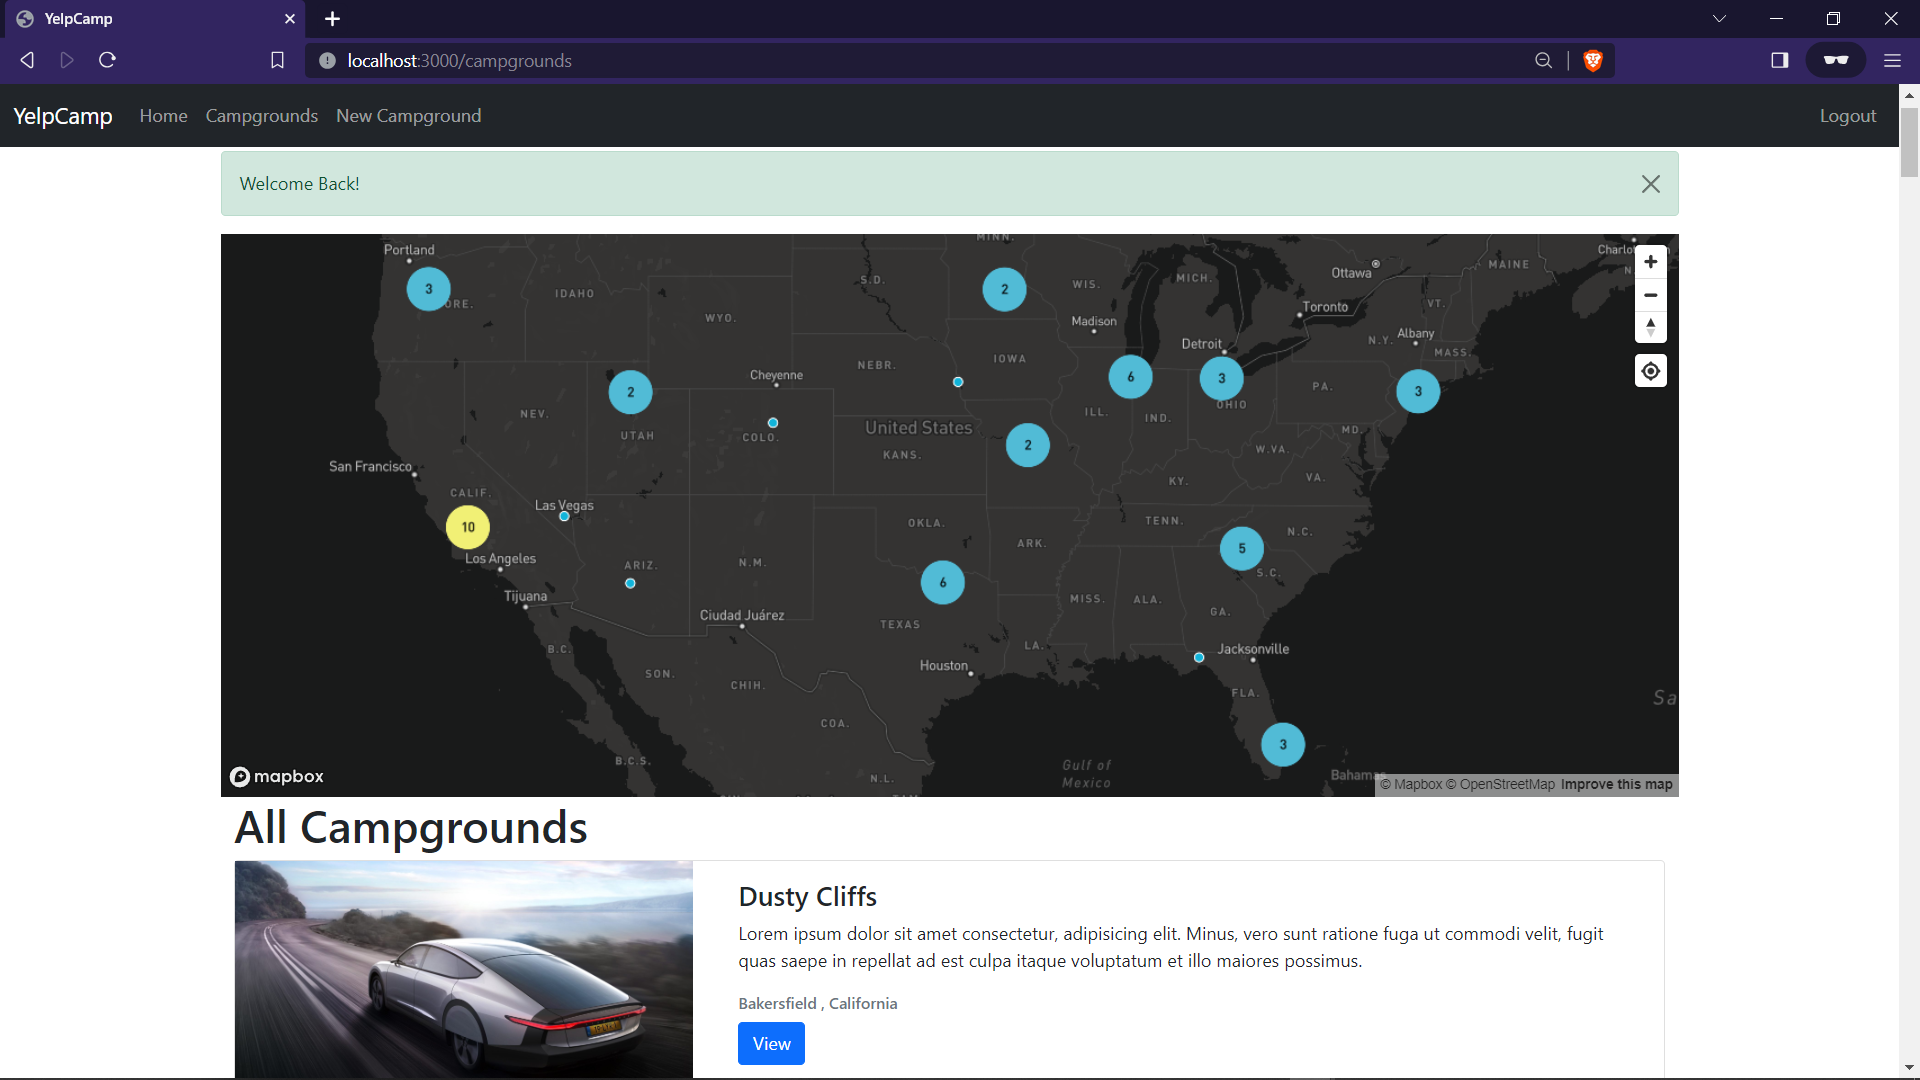 YelpCamp
localhost:3000/campgrounds
YelpCamp Home Campgrounds New Campground Logout
Welcome Back!
MINN.
Portland
Ottawa
MAINE
S.D.
MICH.
WIS.
IDAHO
3
ORE.
2
VT.
Toronto
WYO.
Madison
Albany
N.Y.
Detroit
MASS.
IOWA
NEBR.
Cheyenne
6
3
PA.
2
3
OHIO
NEV.
ILL.
IND.
United States
MD.
UTAH
COLO.
2
W.VA.
KANS.
San Francisco
VA.
KY.
CALIF.
Las Vegas
TENN.
OKLA.
10
N.C.
ARK.
5
Los Angeles
N.M.
ARIZ.
S.C.
6
Tijuana
MISS.
ALA.
GA.
Ciudad Juárez
TEXAS
LA.
B.C.
Jacksonville
Houston
SON.
CHIH.
FLA.
COA.
3
B.C.S.
Gulf of
Mexico
N.L.
Bahamas
mapbox
© Mapbox © OpenStreetMap Improve this map
All Campgrounds
Dusty Cliffs
Lorem ipsum dolor sit amet consectetur, adipisicing elit. Minus, vero sunt ratione fuga ut commodi velit, fugit
quas saepe in repellat ad est culpa itaque voluptatum et illo maiores possimus.
Bakersfield , California
View